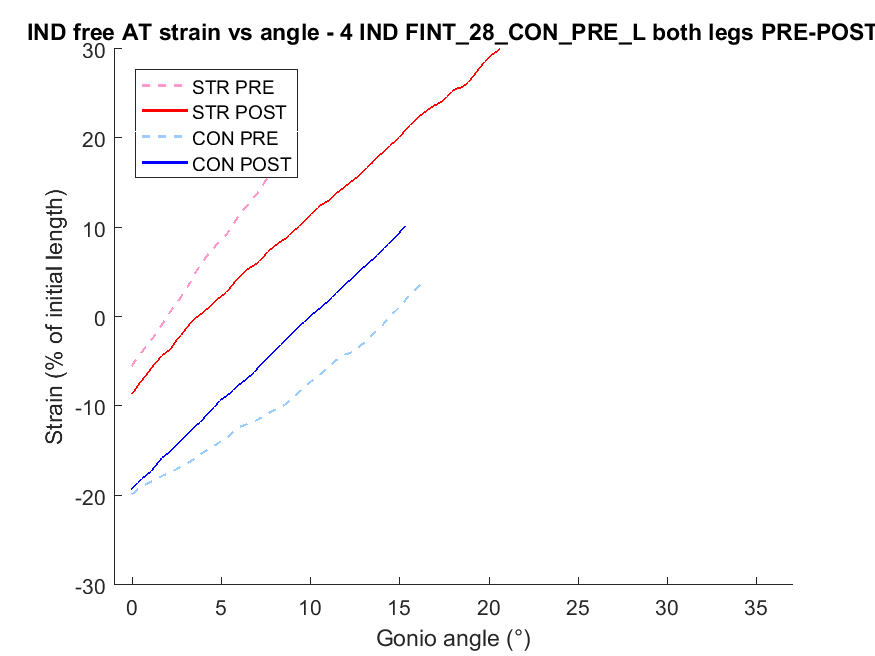 IND free AT strain vs angle - 4 IND FINT_28_CON_PRE_L both legs PRE-POST
30
20
10
0
-10
-20
-30
Strain (% of initial length)
STR PRE
STR POST
CON PRE
CON POST
0 5 10 15 20 25 30 35
Gonio angle (°)